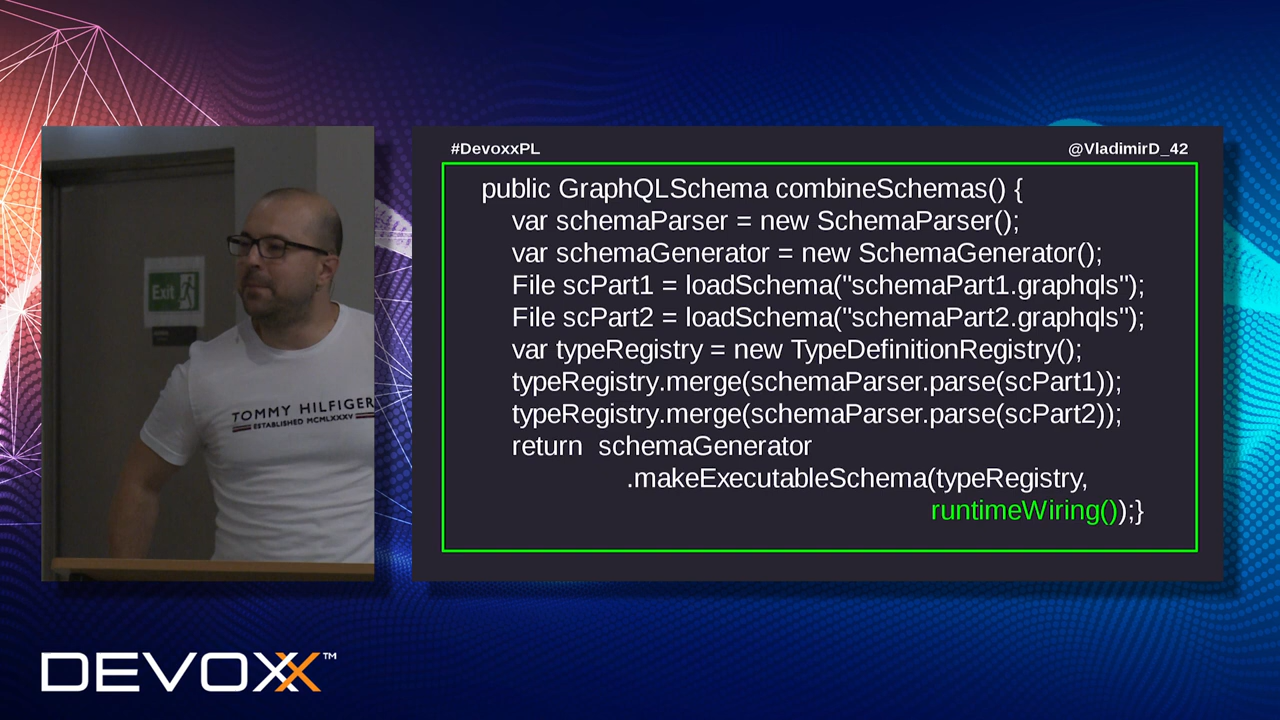 #DevoxxPL
@VladimirD_42
public GraphQLSchema combineSchemas() {
var schemaParser = new SchemaParser();
var schemaGenerator = new SchemaGenerator();
File scPart1 = loadSchema("schemaPart1.graphqls");
File scPart2 = loadSchema("schemaPart2.graphqls");
var typeRegistry = new TypeDefinitionRegistry();
typeRegistry.merge(schemaParser.parse(scPart1));
typeRegistry.merge(schemaParser.parse(scPart2));
return schemaGenerator
.makeExecutableSchema(typeRegistry,
runtimeWiring());}
Exit
TOMMY HILFIGER
ESTABLISHED MCMLXXXV
DEVOXX™